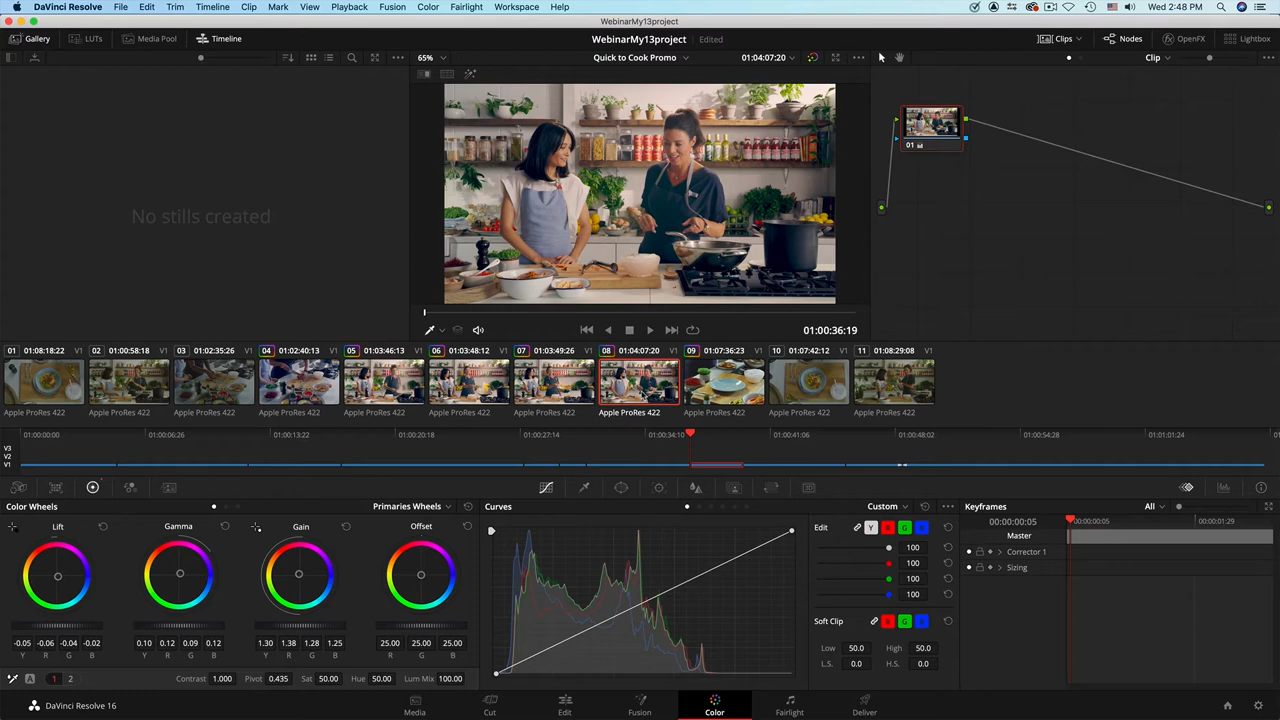 DaVinci Resolve File Edit Trim Timeline Clip Mark View Playback Fusion Color Fairlight Workspace Help Wed 2:48 PM
WebinarMy13project
Gallery LUTs Media Pool Timeline WebinarMy13project Edited Clips Nodes OpenFX Lightbox
65% Quick to Cook Promo 01:04:07:20 Clip
No stills created
01
01:00:36:19
01 01:08:18:22 V1 02 01:00:58:18 V1 03 02:35:26:15 V1 04 02:40:13:13 V1 05 03:46:13 V1 06 03:48:12 V1 07 03:49:26 V1 08 01:04:07:20 V1 09 01:07:36:23 V1 10 01:07:42:12 V1 11 01:08:29:08 V1
Apple ProRes 422 Apple ProRes 422 Apple ProRes 422 Apple ProRes 422 Apple ProRes 422 Apple ProRes 422 Apple ProRes 422 Apple ProRes 422 Apple ProRes 422 Apple ProRes 422 Apple ProRes 422
01:00:00:00 01:00:06:26 01:00:13:22 01:00:20:18 01:00:27:14 01:00:34:10 01:00:41:06 01:00:48:02 01:00:54:28 01:01:01:24
V3
V2
V1
Color Wheels Primaries Wheels Curves Custom Keyframes All
Lift Gamma Gain Offset Edit Y R G B 00:00:00:05 00:00:00:05 00:00:01:29
Master
100 Corrector 1
100 Sizing
100
100
Soft Clip R G B
-0.05 -0.06 -0.04 -0.02 0.10 0.12 0.09 0.12 1.30 1.38 1.28 1.25 25.00 25.00 25.00 Low 50.0 High 50.0
Y R G B Y R G B Y R G B R G B L.S. 0.0 H.S. 0.0
A 1 2 Contrast 1.000 Pivot 0.435 Sat 50.00 Hue 50.00 Lum Mix 100.00
DaVinci Resolve 16 Media Cut Edit Fusion Color Fairlight Deliver